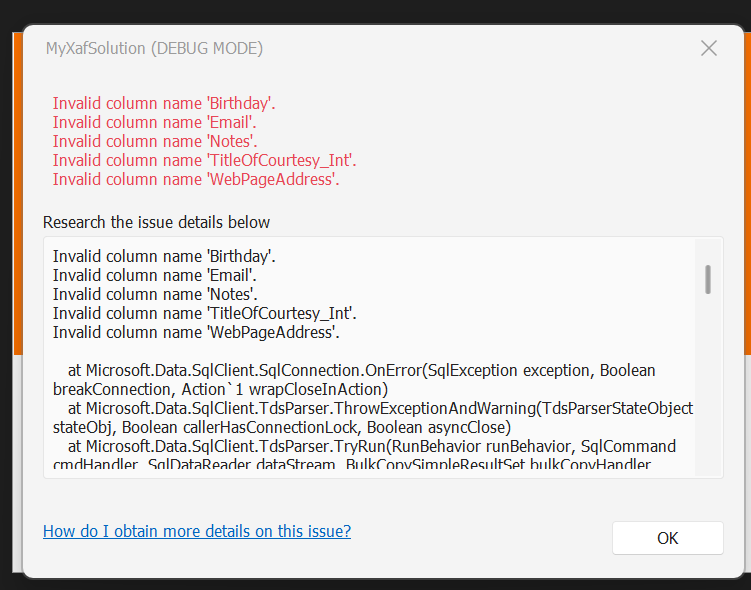 MyXafSolution (DEBUG MODE)
Invalid column name 'Birthday'.
Invalid column name 'Email'.
Invalid column name 'Notes'.
Invalid column name 'TitleOfCourtesy_Int'.
Invalid column name 'WebPageAddress'.
Research the issue details below
Invalid column name 'Birthday'.
Invalid column name 'Email'.
Invalid column name 'Notes'.
Invalid column name 'TitleOfCourtesy_Int'.
Invalid column name 'WebPageAddress'.
at Microsoft.Data.SqlClient.SqlConnection.OnError(SqlException exception, Boolean
breakConnection, Action`1 wrapCloseInAction)
at Microsoft.Data.SqlClient.TdsParser.ThrowExceptionAndWarning(TdsParserStateObject
stateObj, Boolean callerHasConnectionLock, Boolean asyncClose)
at Microsoft.Data.SqlClient.TdsParser.TryRun(RunBehavior runBehavior, SqlCommand
cmdHandler, SqlDataReader dataStream, BulkCopySimpleResultSet bulkCopyHandler,
How do I obtain more details on this issue?
OK